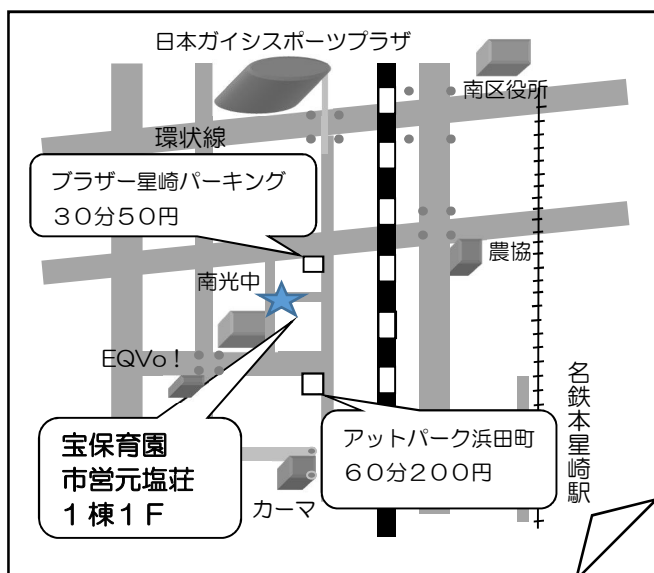 日本ガイシスポーツプラザ
南区役所
環状線
ブラザー星崎パーキング
30分50円
南光中
農協
EQVo！
名鉄本星崎駅
宝保育園
市営元塩荘
1棟1F
アットパーク浜田町
60分200円
カーマ